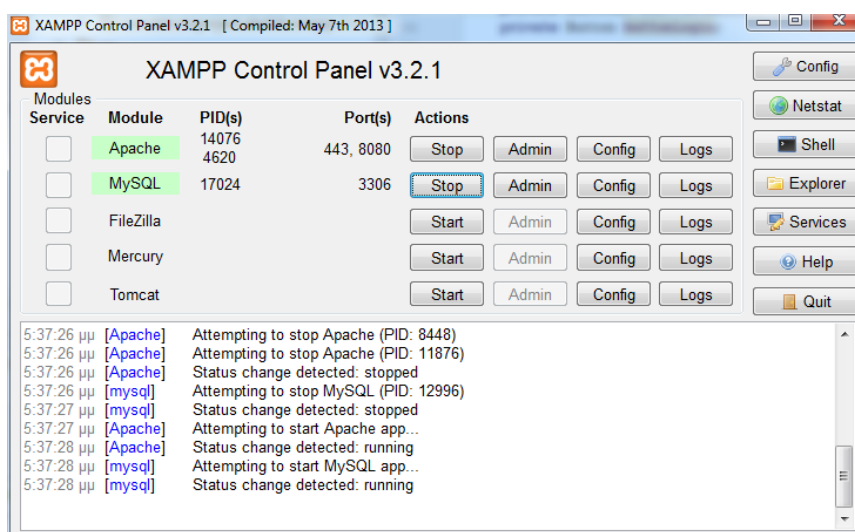 XAMPP Control Panel v3.2.1 [ Compiled: May 7th 2013 ]
XAMPP Control Panel v3.2.1
Config
Modules
Service Module PID(s) Port(s) Actions
Netstat
Apache 14076 4620 443, 8080 Stop Admin Config Logs
Shell
MySQL 17024 3306 Stop Admin Config Logs
Explorer
FileZilla Start Admin Config Logs
Services
Mercury Start Admin Config Logs
Help
Tomcat Start Admin Config Logs
Quit
5:37:26 μμ [Apache] Attempting to stop Apache (PID: 8448)
5:37:26 μμ [Apache] Attempting to stop Apache (PID: 11876)
5:37:26 μμ [Apache] Status change detected: stopped
5:37:26 μμ [mysql] Attempting to stop MySQL (PID: 12996)
5:37:27 μμ [mysql] Status change detected: stopped
5:37:27 μμ [Apache] Attempting to start Apache app...
5:37:28 μμ [Apache] Status change detected: running
5:37:28 μμ [mysql] Attempting to start MySQL app...
5:37:28 μμ [mysql] Status change detected: running